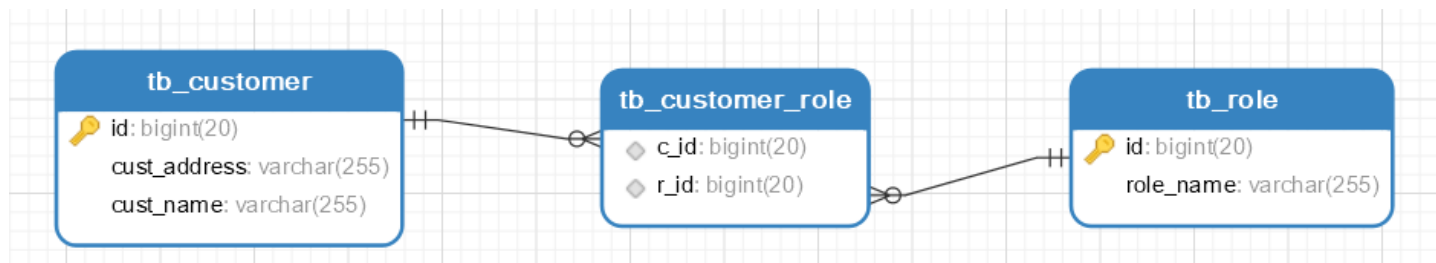 tb_customer
id: bigint(20)
cust_address: varchar(255)
cust_name: varchar(255)
tb_customer_role
c_id: bigint(20)
r_id: bigint(20)
tb_role
id: bigint(20)
role_name: varchar(255)